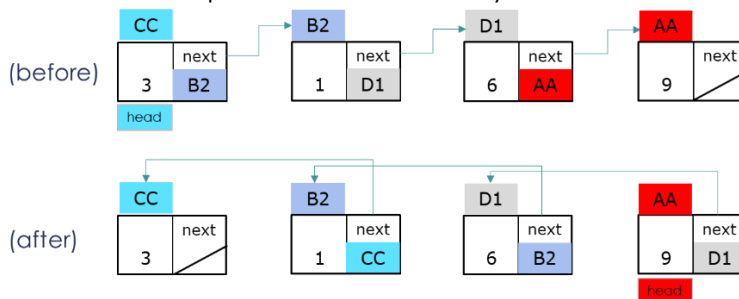 CC B2 D1 AA
next next next next
(before) 3 B2 1 D1 6 AA 9
head
CC B2 D1 AA
next next next next
(after) 3 1 CC 6 B2 9 D1
head